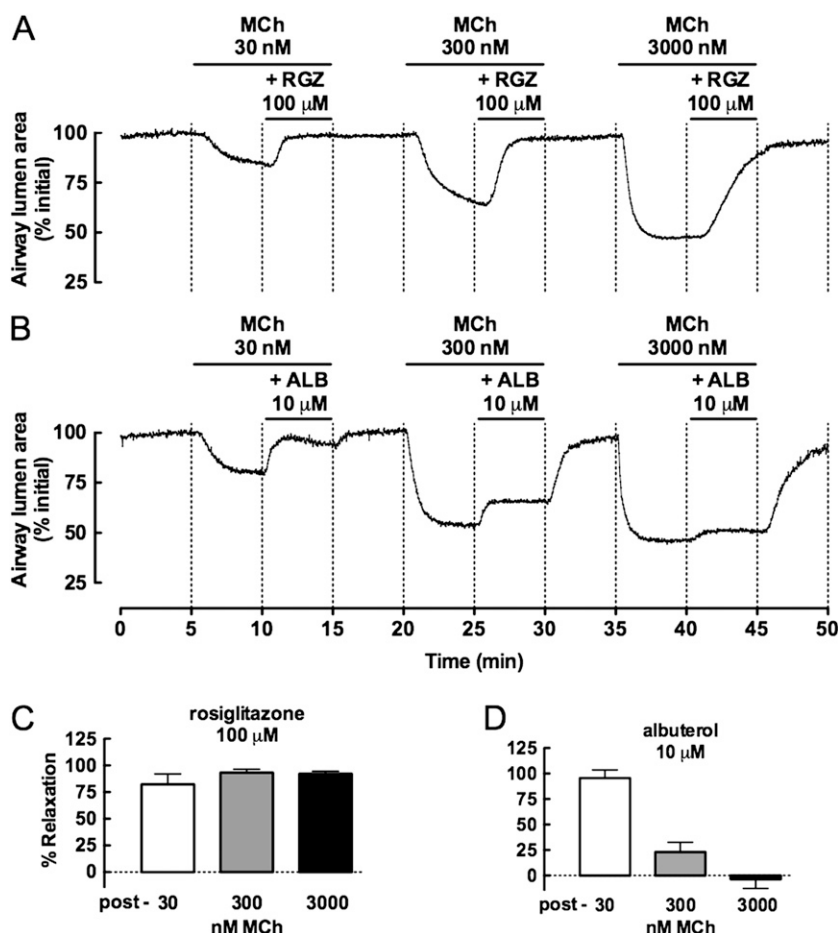 A
MCh MCh MCh
30 nM 300 nM 3000 nM
+ RGZ + RGZ + RGZ
100 μM 100 μM 100 μM
Airway lumen area
(% initial)
100
75
50
25
B
MCh MCh MCh
30 nM 300 nM 3000 nM
+ ALB + ALB + ALB
10 μM 10 μM 10 μM
Airway lumen area
(% initial)
100
75
50
25
0 5 10 15 20 25 30 35 40 45 50
Time (min)
C
rosiglitazone
100 μM
% Relaxation
125
100
75
50
25
0
post - 30 300 3000
nM MCh
D
albuterol
10 μM
125
100
75
50
25
0
post - 30 300 3000
nM MCh